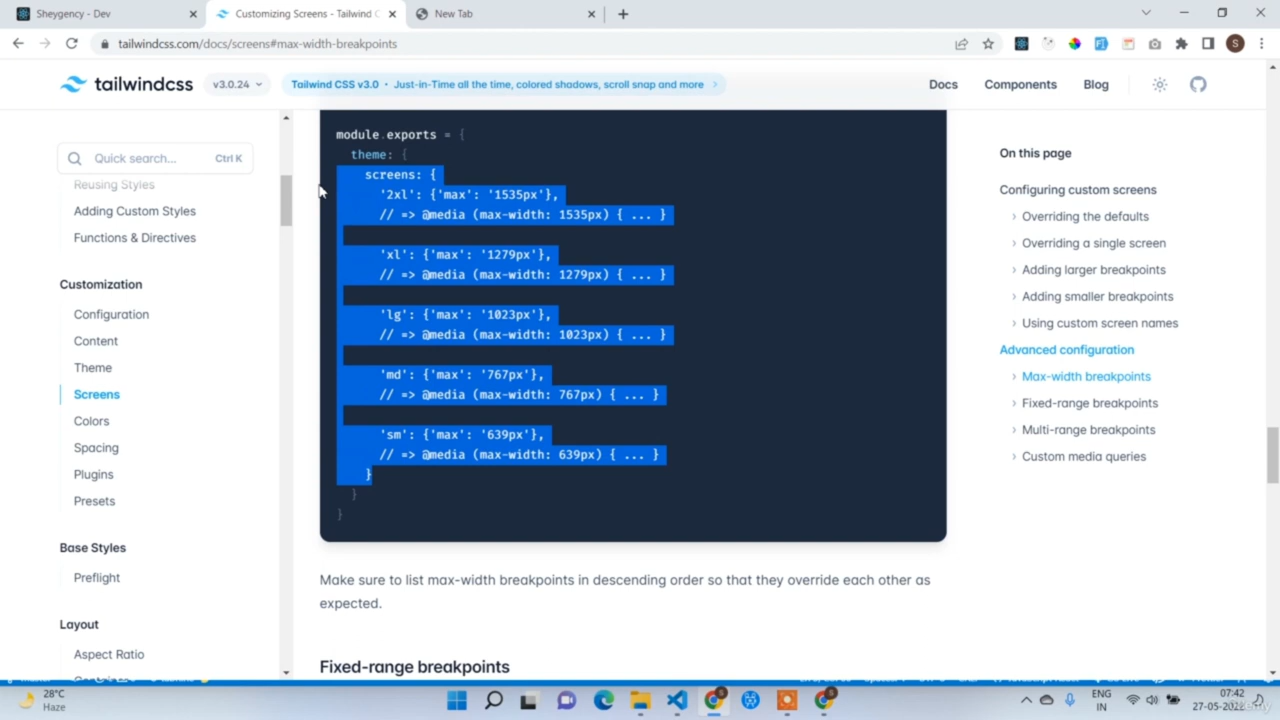 Sheygency - Dev
Customizing Screens - Tailwind C
New Tab
tailwindcss.com/docs/screens#max-width-breakpoints
S
tailwindcss
v3.0.24
Tailwind CSS v3.0 · Just-in-Time all the time, colored shadows, scroll snap and more
Docs
Components
Blog
Quick search...
Ctrl K
Reusing Styles
Adding Custom Styles
Functions & Directives
Customization
Configuration
Content
Theme
Screens
Colors
Spacing
Plugins
Presets
Base Styles
Preflight
Layout
Aspect Ratio
module.exports = {
theme: {
screens: {
'2xl': {'max': '1535px'},
// => @media (max-width: 1535px) { ... }
'xl': {'max': '1279px'},
// => @media (max-width: 1279px) { ... }
'lg': {'max': '1023px'},
// => @media (max-width: 1023px) { ... }
'md': {'max': '767px'},
// => @media (max-width: 767px) { ... }
'sm': {'max': '639px'},
// => @media (max-width: 639px) { ... }
}
}
}
Make sure to list max-width breakpoints in descending order so that they override each other as
expected.
Fixed-range breakpoints
On this page
Configuring custom screens
Overriding the defaults
Overriding a single screen
Adding larger breakpoints
Adding smaller breakpoints
Using custom screen names
Advanced configuration
Max-width breakpoints
Fixed-range breakpoints
Multi-range breakpoints
Custom media queries
28°C
Haze
ENG
IN
07:42
27-05-2022